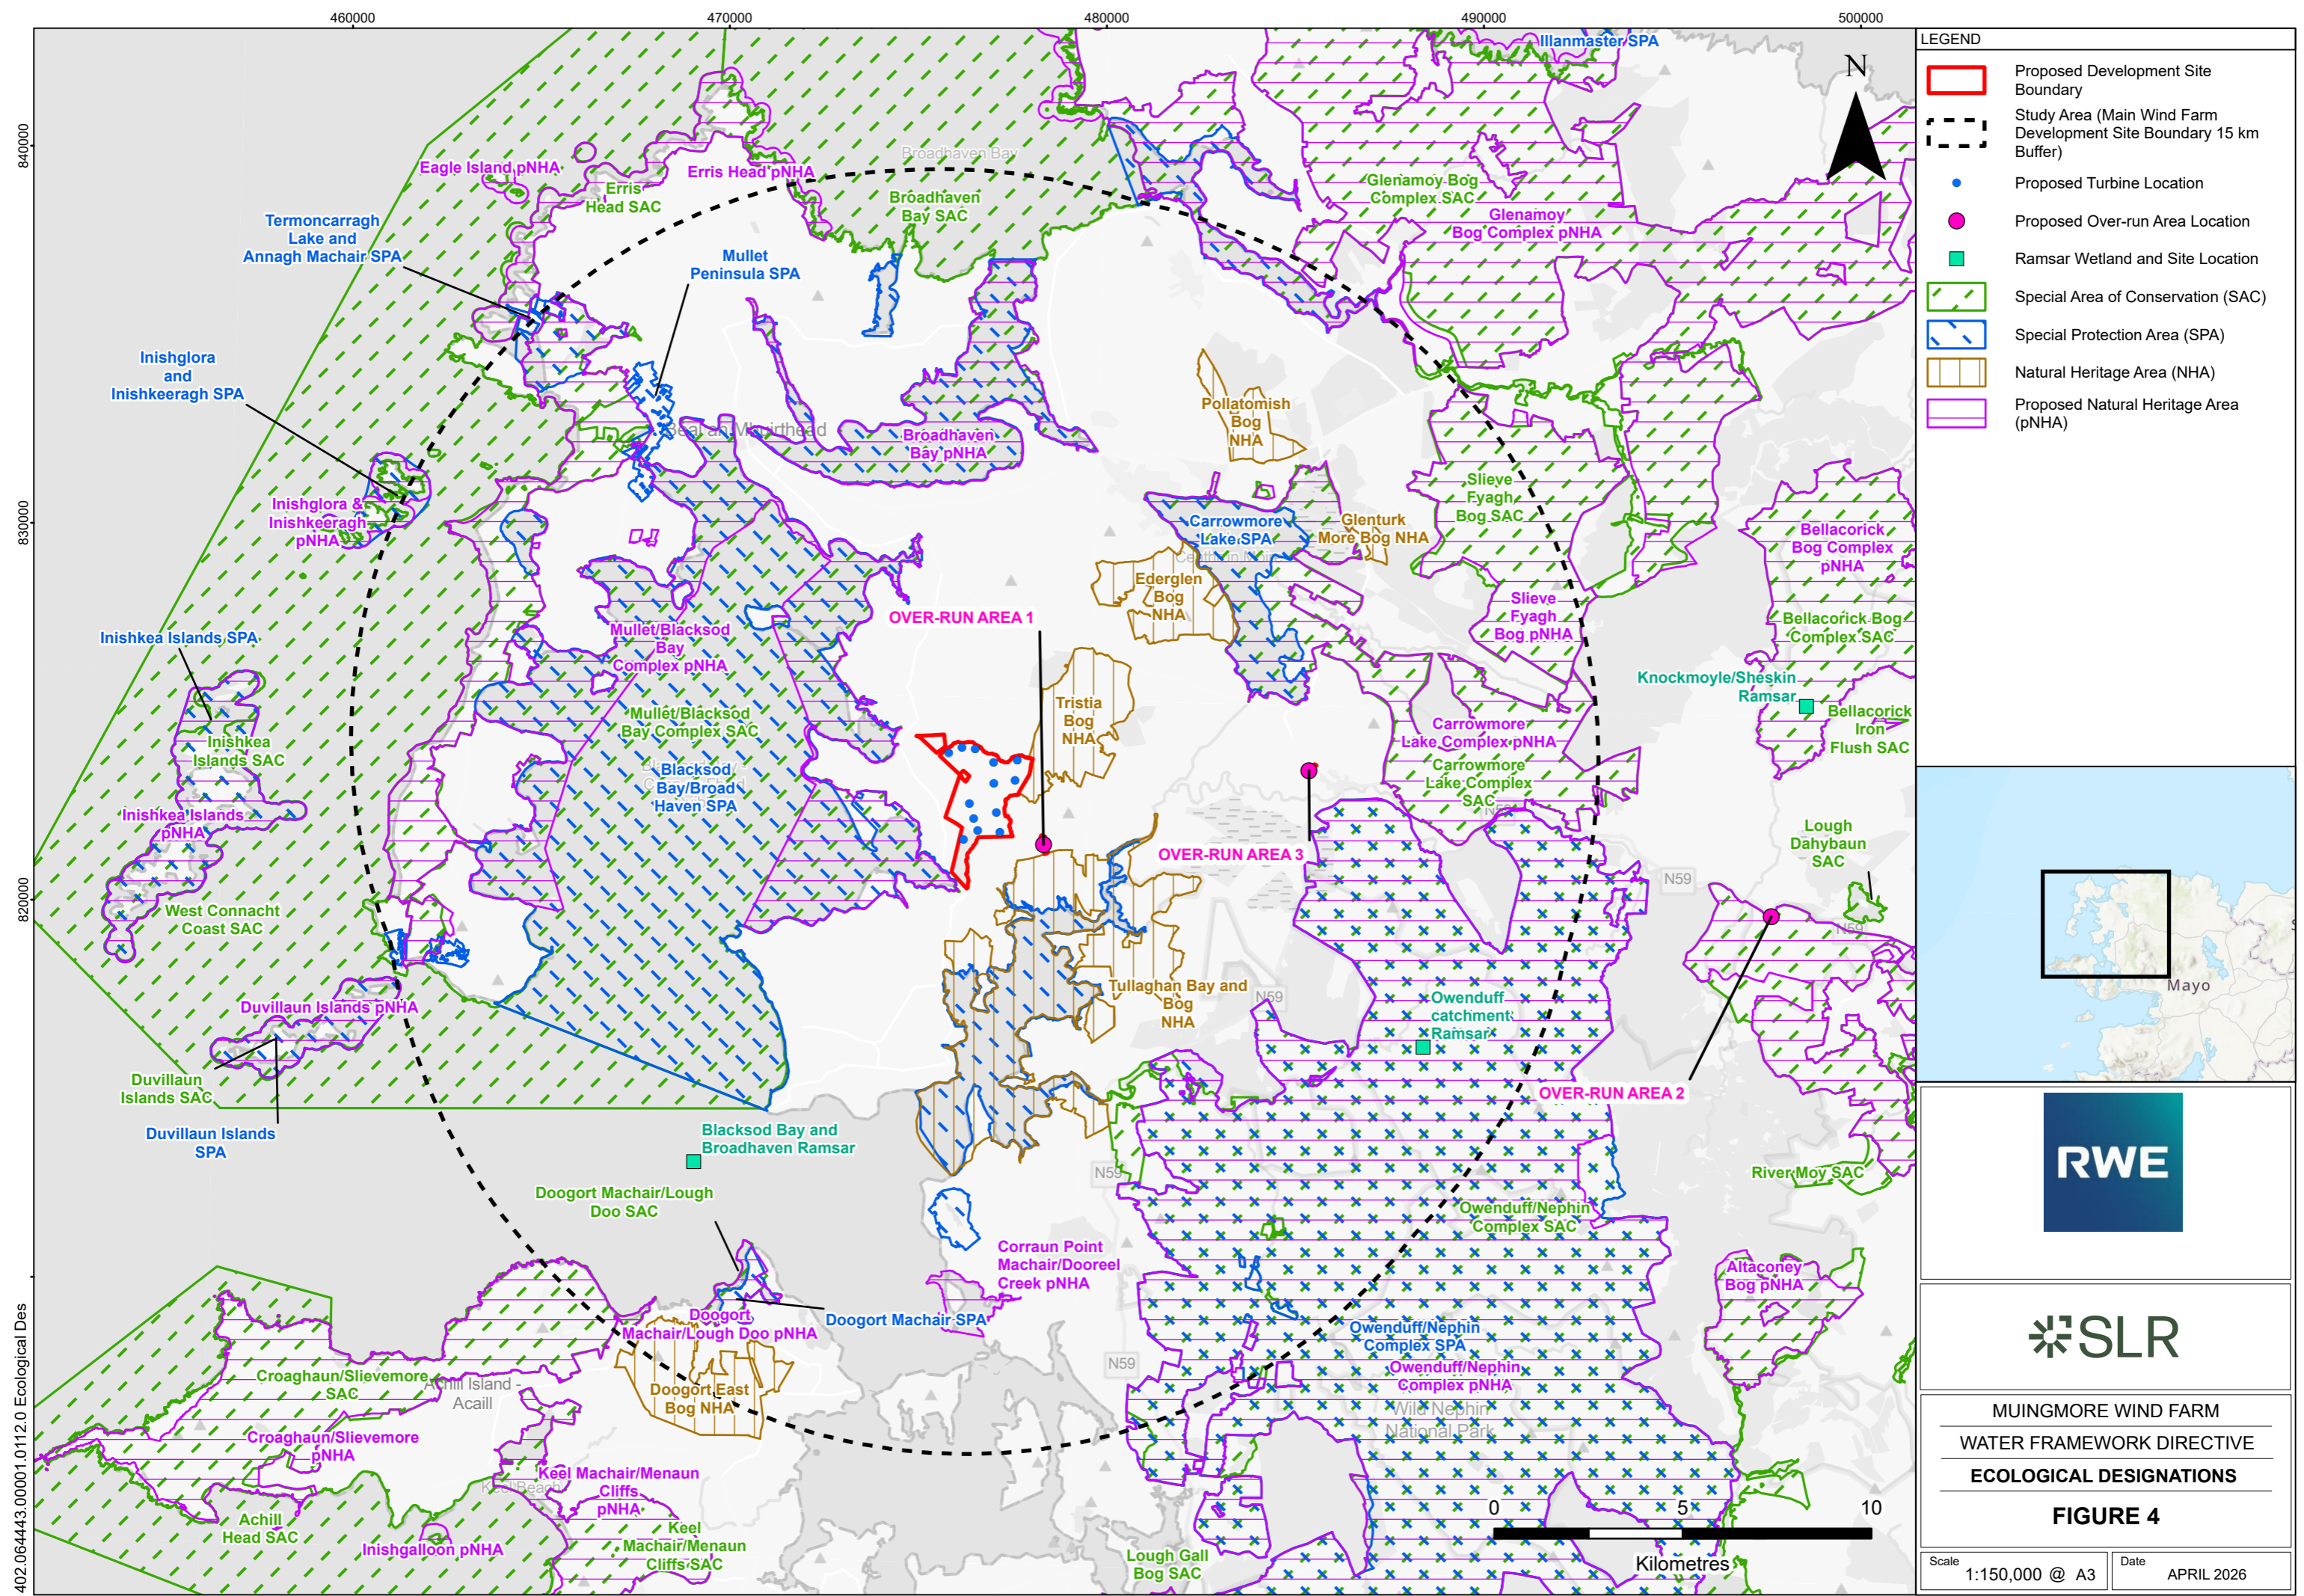 460000
470000
480000
490000
500000
840000
830000
820000
402.064443.00001.0112.0 Ecological Des
Illanmaster SPA
Broadhaven Bay
Eagle Island pNHA
Erris Head pNHA
Erris
Head SAC
Broadhaven
Bay SAC
Glenamoy Bog
Complex SAC
Glenamoy
Bog Complex pNHA
Termoncarragh
Lake and
Annagh Machair SPA
Mullet
Peninsula SPA
Inishglora
and
Inishkeeragh SPA
Pollatomish
Bog
NHA
Béal an Mhuirthead
Broadhaven
Bay pNHA
Inishglora &
Inishkeeragh
pNHA
Slieve
Fyagh
Bog SAC
Carrowmore
Lake SPA
Glenturk
More Bog NHA
Bellacorick
Bog Complex
pNHA
Ederglen
Bog
NHA
OVER-RUN AREA 1
Slieve
Fyagh
Bog pNHA
Bellacorick Bog
Complex SAC
Inishkea Islands SPA
Mullet/Blacksod
Bay
Complex pNHA
Knockmoyle/Sheskin
Ramsar
Tristia
Bog
NHA
Mullet/Blacksod
Bay Complex SAC
Bellacorick
Iron
Flush SAC
Inishkea
Islands SAC
Carrowmore
Lake Complex pNHA
Blacksod
Bay/Broad
Haven SPA
Carrowmore
Lake Complex
SAC
N59
Inishkea Islands
pNHA
Lough
Dahybaun
SAC
OVER-RUN AREA 3
N59
West Connacht
Coast SAC
N59
Tullaghan Bay and
Bog
NHA
N59
Owenduff
catchment
Ramsar
Duvillaun Islands pNHA
Duvillaun
Islands SAC
OVER-RUN AREA 2
Duvillaun Islands
SPA
Blacksod Bay and
Broadhaven Ramsar
N59
River Moy SAC
Doogort Machair/Lough
Doo SAC
Owenduff/Nephin
Complex SAC
Corraun Point
Machair/Dooreel
Creek pNHA
Altaconey
Bog pNHA
Doogort
Machair/Lough Doo pNHA
Doogort Machair SPA
Owenduff/Nephin
Complex SPA
N59
Owenduff/Nephin
Complex pNHA
Croaghaun/Slievemore
SAC
Achill Island -
Acaill
Doogort East
Bog NHA
Wild Nephin
National Park
Croaghaun/Slievemore
pNHA
Keel Machair/Menaun
Cliffs
pNHA
Keel Beach
Achill
Head SAC
Inishgalloon pNHA
Keel
Machair/Menaun
Cliffs SAC
Lough Gall
Bog SAC
0 5 10
Kilometres
N
LEGEND
Proposed Development Site
Boundary
Study Area (Main Wind Farm
Development Site Boundary 15 km
Buffer)
Proposed Turbine Location
Proposed Over-run Area Location
Ramsar Wetland and Site Location
Special Area of Conservation (SAC)
Special Protection Area (SPA)
Natural Heritage Area (NHA)
Proposed Natural Heritage Area
(pNHA)
Mayo
RWE
SLR
MUINGMORE WIND FARM
WATER FRAMEWORK DIRECTIVE
ECOLOGICAL DESIGNATIONS
FIGURE 4
Scale
1:150,000 @ A3
Date
APRIL 2026